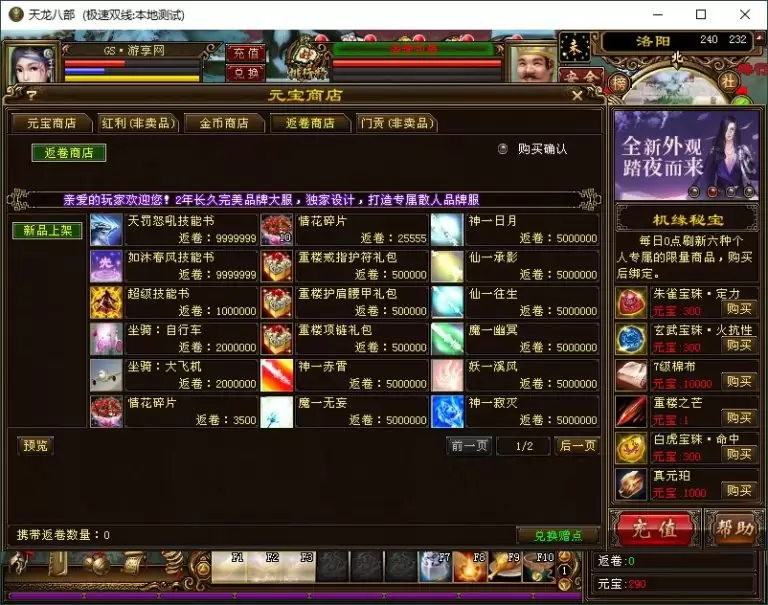 天龙八部 (极速双线:本地测试)
GS·游享网
充值
兑换
洛阳 240 232
北
未
安全
榜
社
? 元宝商店 ×
元宝商店 红利(非卖品) 金币商店 返卷商店 门贡(非卖品)
返卷商店
购买确认
亲爱的玩家欢迎您!2年长久完美品牌大服,独家设计,打造专属散人品牌服
新品上架
天罚怒吼技能书 情花碎片 神一日月
返卷:9999999 10 返卷:25555 返卷:5000000
如沐春风技能书 重楼戒指护符礼包 仙一承影
返卷:9999999 返卷:500000 返卷:5000000
超级技能书 重楼护肩腰甲礼包 仙一往生
返卷:1000000 返卷:500000 返卷:5000000
坐骑:自行车 重楼项链礼包 魔一幽冥
返卷:2000000 返卷:500000 返卷:5000000
坐骑:大飞机 神一赤霄 妖一溪风
返卷:2000000 返卷:5000000 返卷:5000000
情花碎片 魔一无妄 神一寂灭
返卷:3500 返卷:5000000 返卷:5000000
预览
前一页 1/2 后一页
携带返卷数量:0
兑换赠点
全新外观
踏夜而来
机缘秘宝
每日0点刷新六种个
人专属的限量商品,购买
后绑定。
朱雀宝珠·定力
元宝:300 购买
玄武宝珠·火抗性
元宝:300 购买
7级棉布
元宝:10000 购买
重楼之芒
元宝:1 购买
白虎宝珠·命中
元宝:300 购买
真元珀
元宝:1000 购买
充值 帮助
F1 F2 F3 F7 F8 F9 F10
1
返卷:0
元宝:290